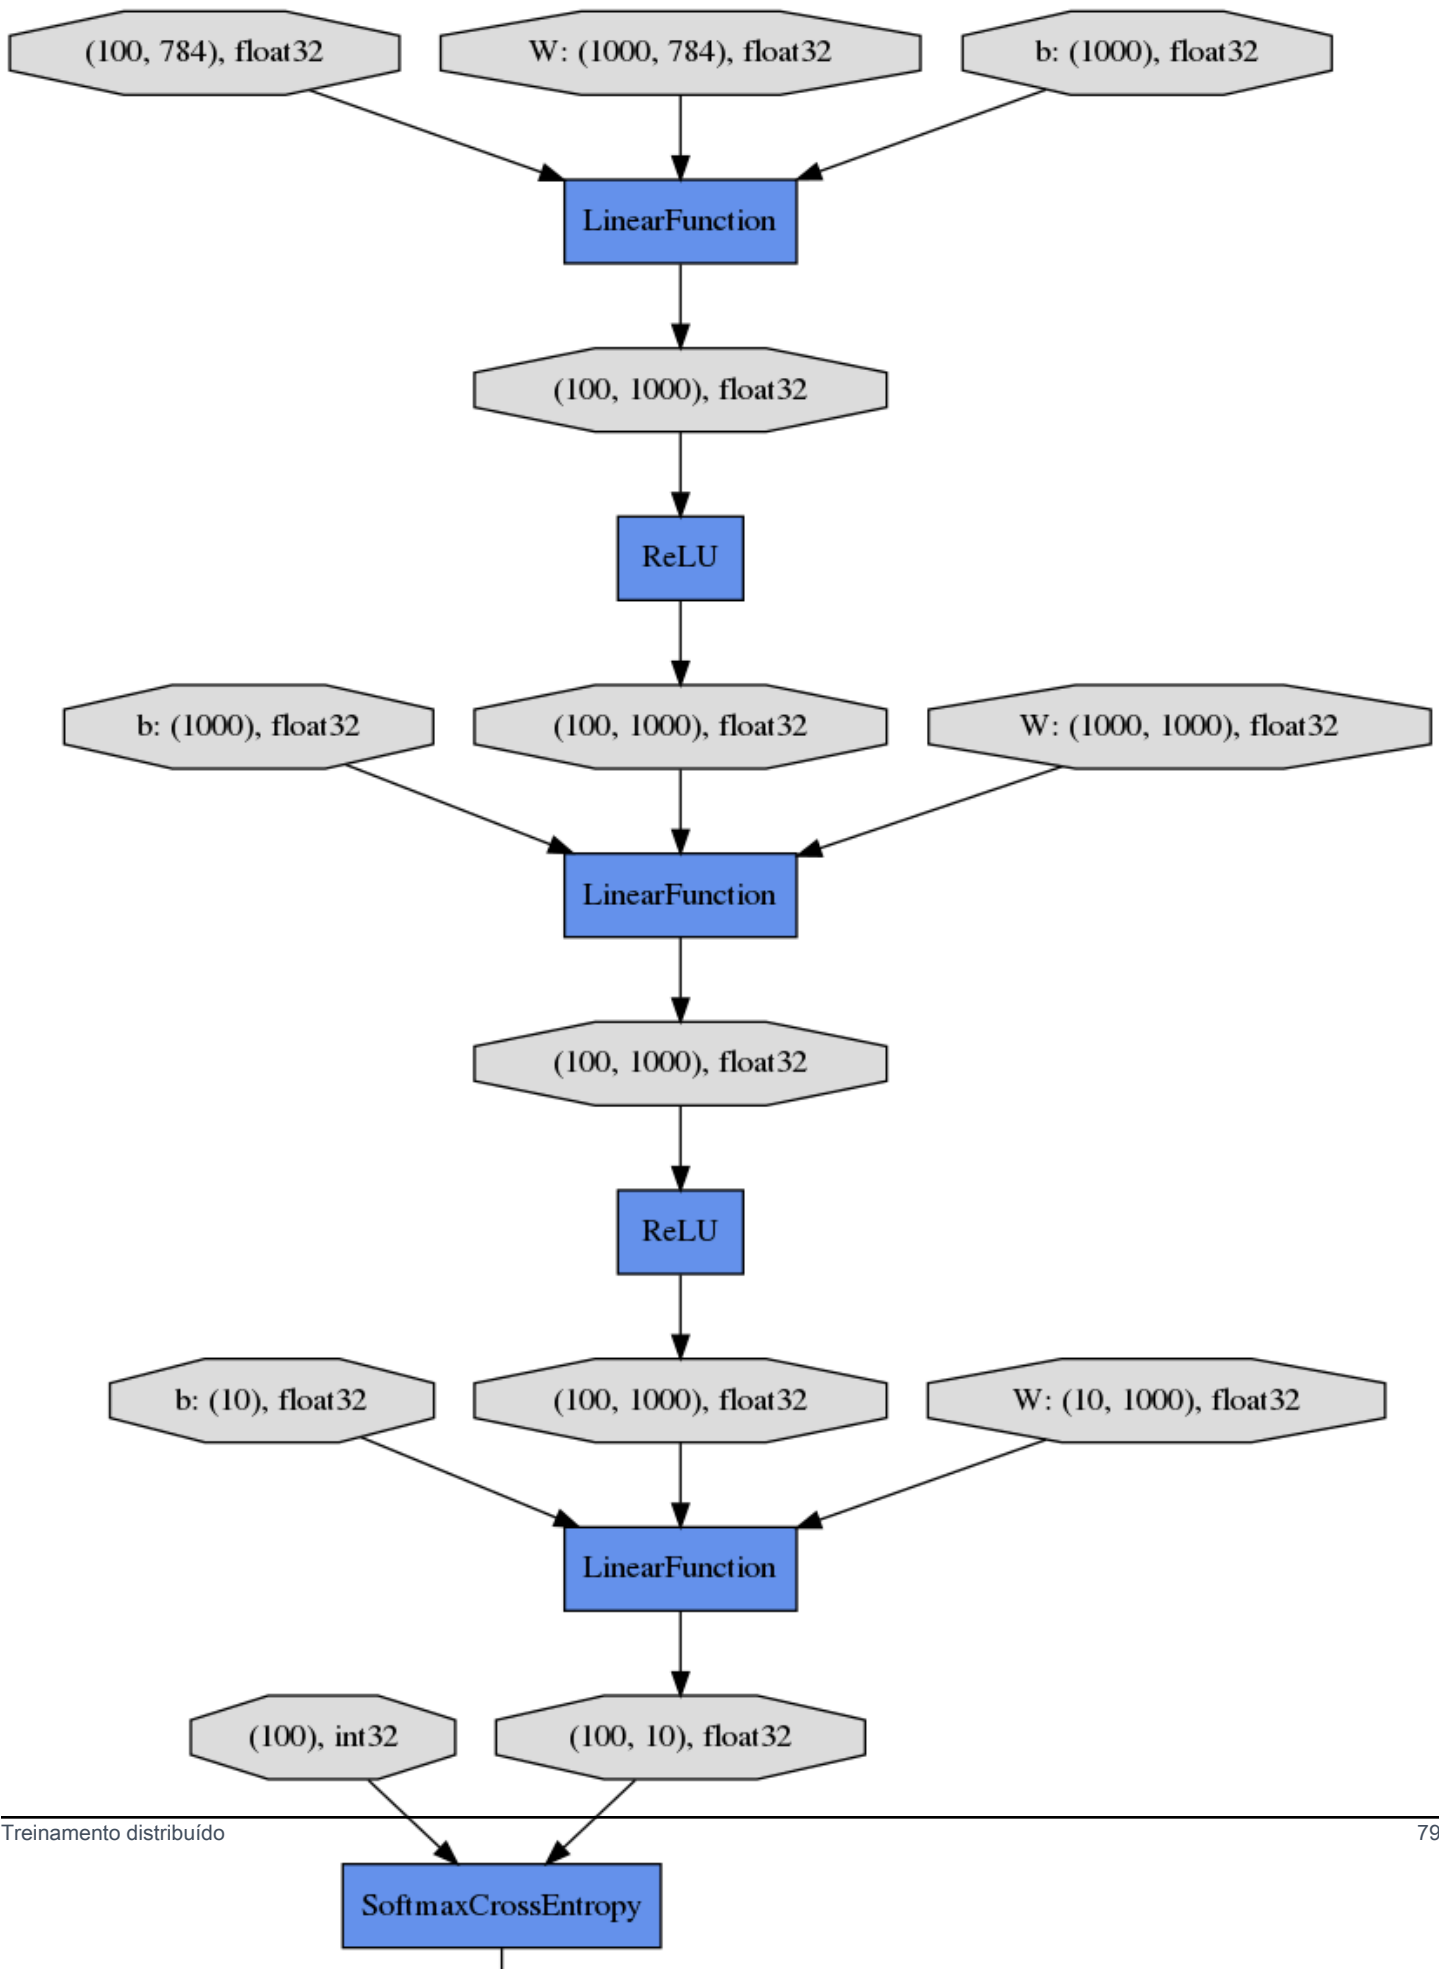 (100, 784), float32
W: (1000, 784), float32
b: (1000), float32
LinearFunction
(100, 1000), float32
ReLU
b: (1000), float32
(100, 1000), float32
W: (1000, 1000), float32
LinearFunction
(100, 1000), float32
ReLU
b: (10), float32
(100, 1000), float32
W: (10, 1000), float32
LinearFunction
(100), int32
(100, 10), float32
Treinamento distribuído
79
SoftmaxCrossEntropy